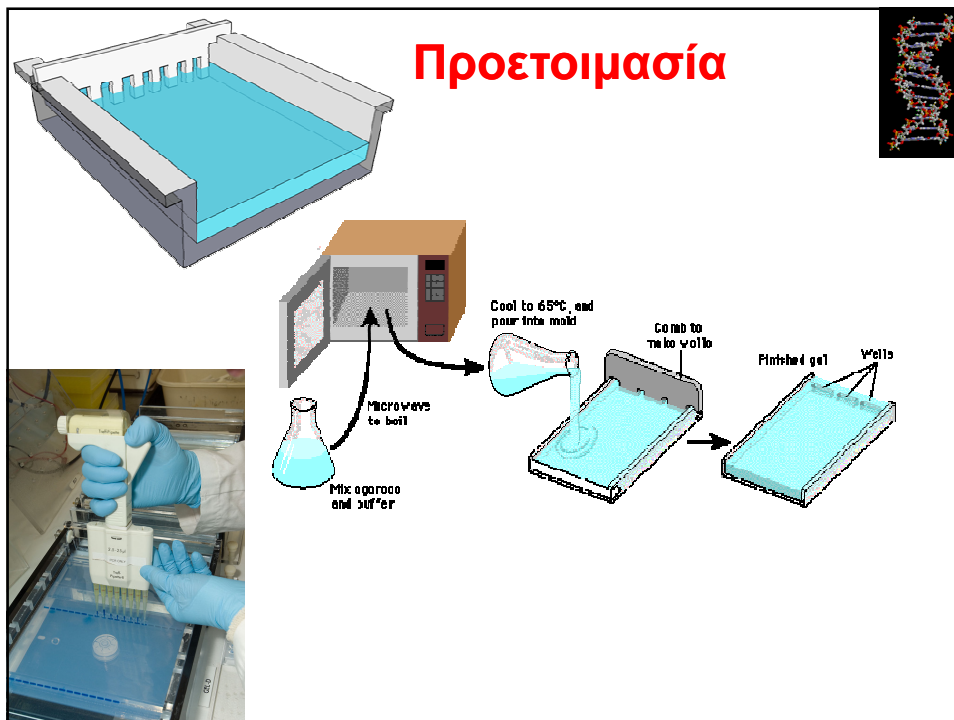 Προετοιμασία
Cool to 65°C, and
pour into mold
Comb to
make wells
Finished gel
Wells
Microwave
to boil
Mix agarose
and buffer
GEL-D